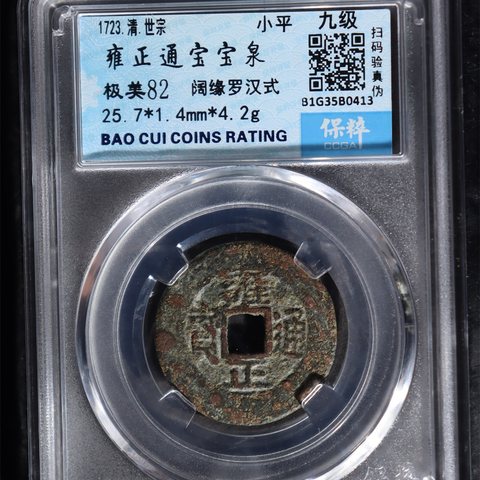 1723.清.世宗 小平 九级
雍正通宝宝泉
极美82 阔缘罗汉式
25.7*1.4mm*4.2g
BAO CUI COINS RATING
扫码验真伪
B1G35B0413
保粹
CCRA
雍
正
通
寳